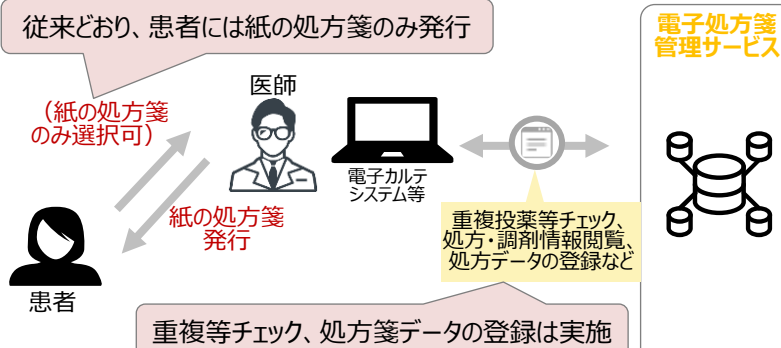 従来どおり、患者には紙の処方箋のみ発行
電子処方箋
管理サービス
医師
（紙の処方箋
のみ選択可）
電子カルテ
システム等
紙の処方箋
発行
重複投薬等チェック、
処方・調剤情報閲覧、
処方データの登録など
患者
重複等チェック、処方箋データの登録は実施